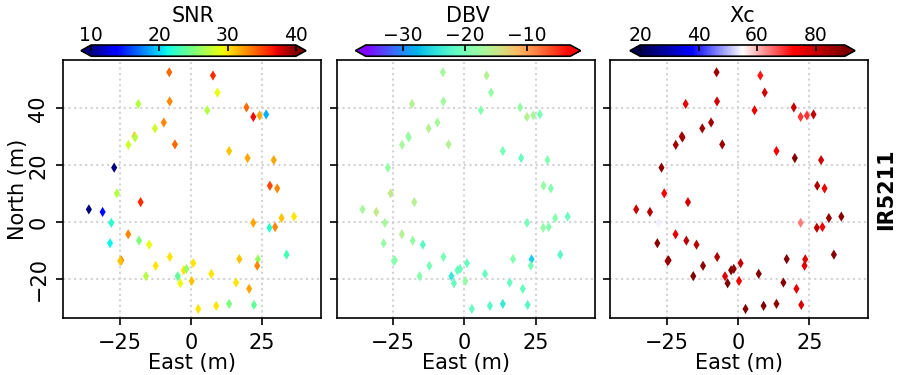 SNR DBV Xc
10 20 30 40 −30 −20 −10 20 40 60 80
North (m)
40
20
0
−20
−25 0 25 −25 0 25 −25 0 25
East (m) East (m) East (m)
IR5211